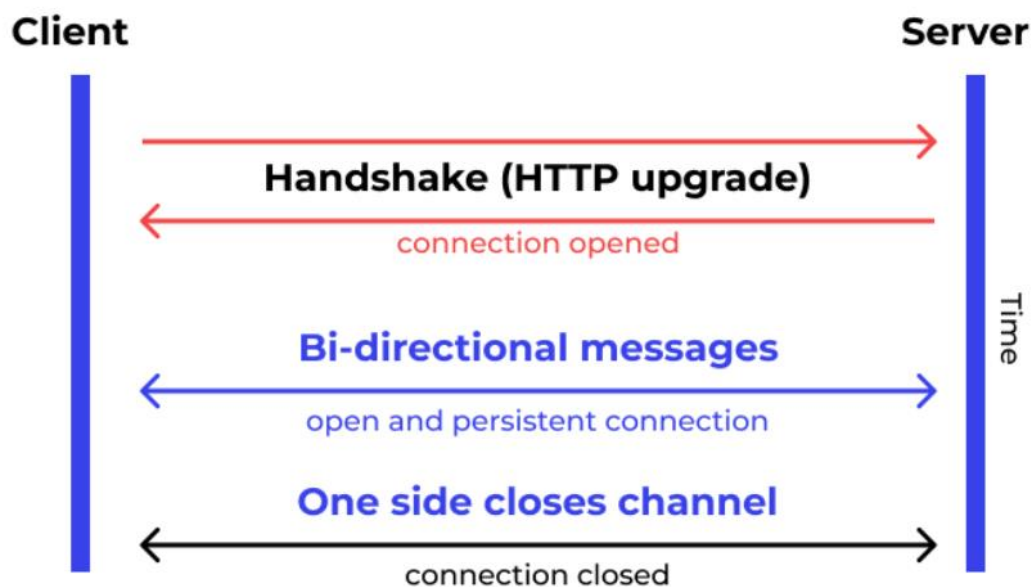 Client
Server
Handshake (HTTP upgrade)
connection opened
Time
Bi-directional messages
open and persistent connection
One side closes channel
connection closed